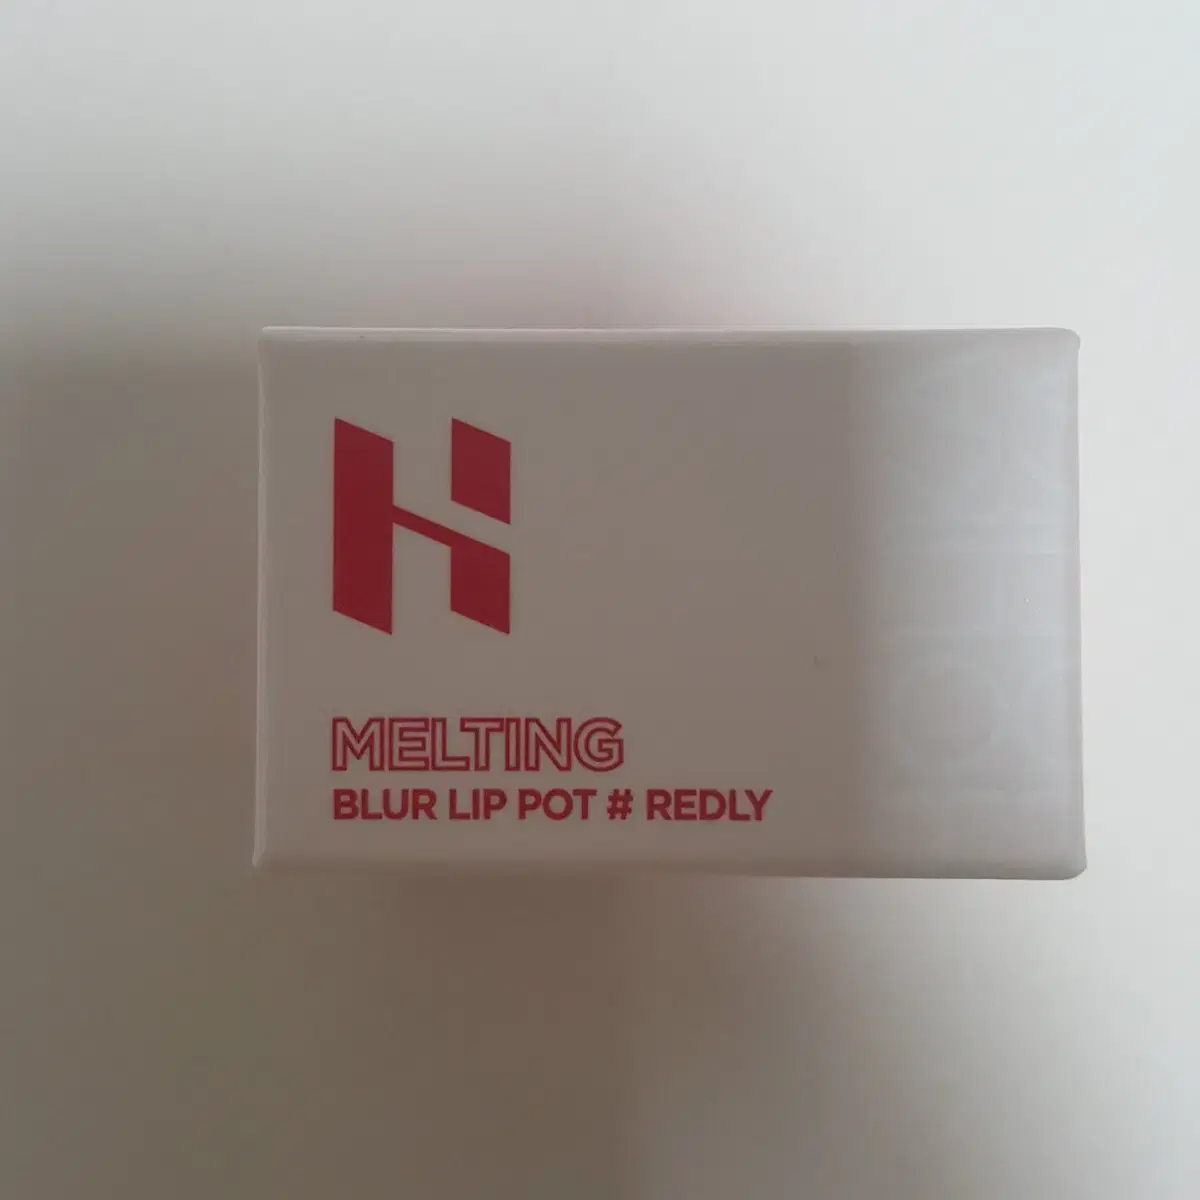 H
MELTING
BLUR LIP POT # REDLY